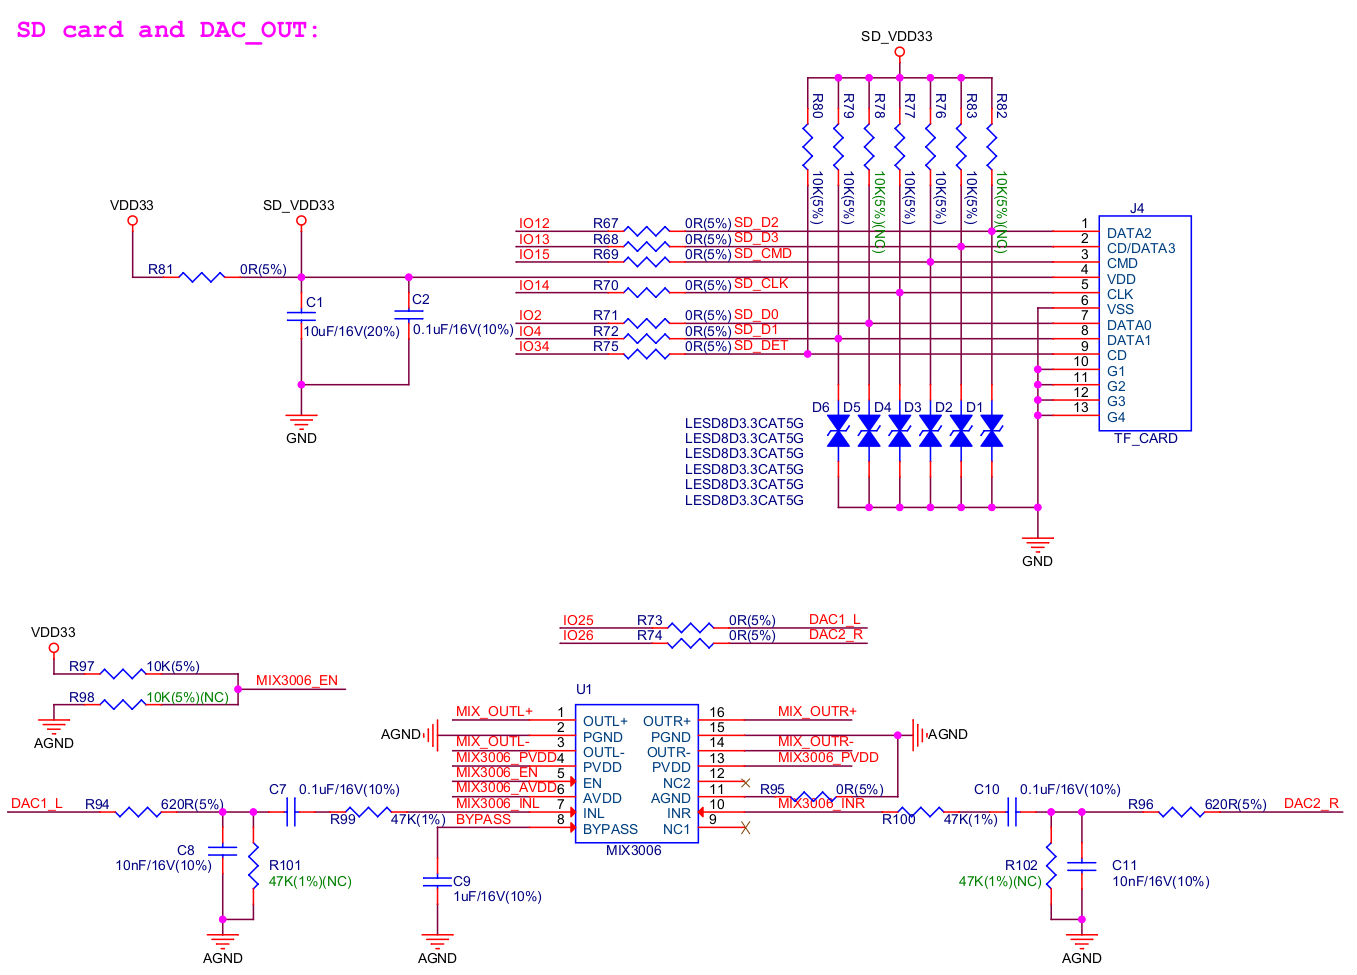 SD card and DAC_OUT:
SD_VDD33
R80 R79 R78 R77 R76 R83 R82
10K(5%) 10K(5%) 10K(5%)(NC) 10K(5%) 10K(5%) 10K(5%) 10K(5%)(NC)
VDD33 SD_VDD33
R81 0R(5%)
C1
10uF/16V(20%)
C2
0.1uF/16V(10%)
GND
IO12 R67 0R(5%) SD_D2
IO13 R68 0R(5%) SD_D3
IO15 R69 0R(5%) SD_CMD
IO14 R70 0R(5%) SD_CLK
IO2 R71 0R(5%) SD_D0
IO4 R72 0R(5%) SD_D1
IO34 R75 0R(5%) SD_DET
J4
1 DATA2
2 CD/DATA3
3 CMD
4 VDD
5 CLK
6 VSS
7 DATA0
8 DATA1
9 CD
10 G1
11 G2
12 G3
13 G4
TF_CARD
D6 D5 D4 D3 D2 D1
LESD8D3.3CAT5G
LESD8D3.3CAT5G
LESD8D3.3CAT5G
LESD8D3.3CAT5G
LESD8D3.3CAT5G
LESD8D3.3CAT5G
GND
IO25 R73 0R(5%) DAC1_L
IO26 R74 0R(5%) DAC2_R
VDD33
R97 10K(5%)
MIX3006_EN
R98 10K(5%)(NC)
AGND
U1
MIX_OUTL+ 1 OUTL+ OUTR+ 16 MIX_OUTR+
AGND 2 PGND PGND 15 AGND
MIX_OUTL- 3 OUTL- OUTR- 14 MIX_OUTR-
MIX3006_PVDD 4 PVDD PVDD 13 MIX3006_PVDD
MIX3006_EN 5 EN NC2 12
MIX3006_AVDD 6 AVDD AGND 11 R95 0R(5%)
MIX3006_INL 7 INL INR 10 MIX3006_INR
BYPASS 8 BYPASS NC1 9
MIX3006
DAC1_L R94 620R(5%)
C7 0.1uF/16V(10%)
R99 47K(1%)
C8
10nF/16V(10%)
R101
47K(1%)(NC)
AGND
C9
1uF/16V(10%)
AGND
R100 47K(1%)
C10 0.1uF/16V(10%)
R96 620R(5%) DAC2_R
R102
47K(1%)(NC)
C11
10nF/16V(10%)
AGND